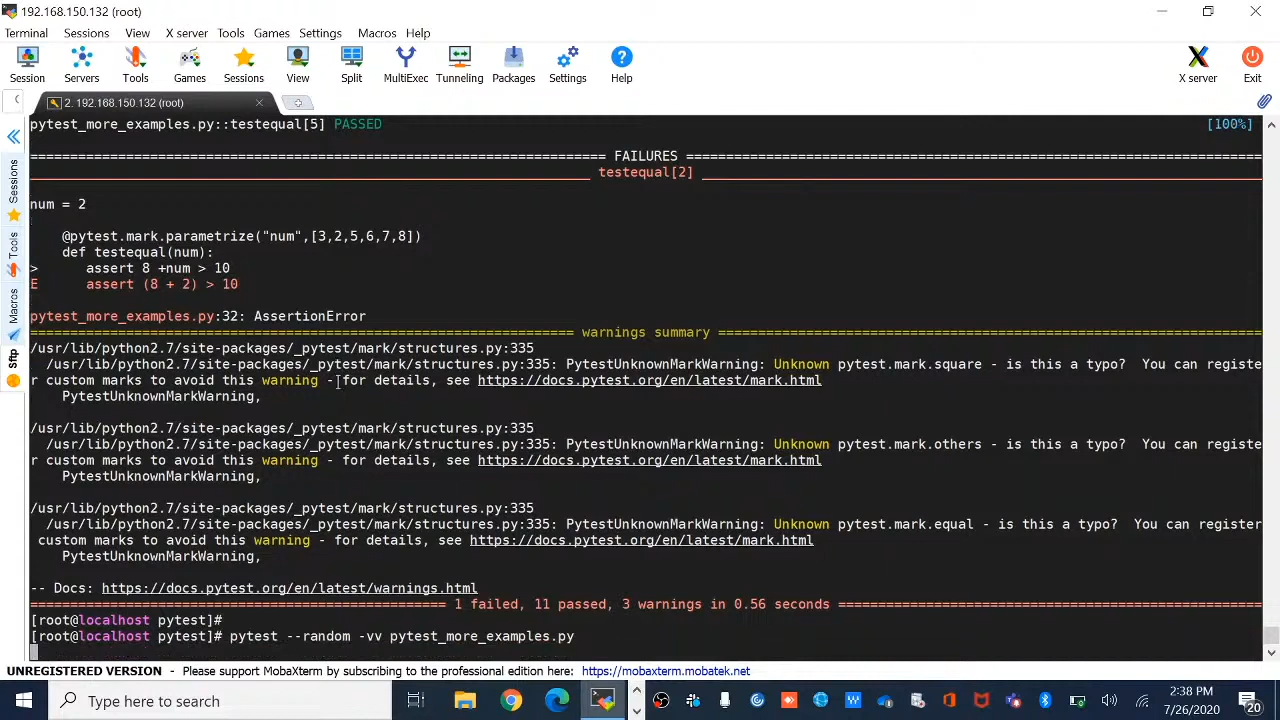 192.168.150.132 (root)
Terminal Sessions View X server Tools Games Settings Macros Help
Session Servers Tools Games Sessions View Split MultiExec Tunneling Packages Settings Help X server Exit
2. 192.168.150.132 (root)
Sessions
Tools
Macros
sftp
pytest_more_examples.py::testequal[5] PASSED [100%]
=== FAILURES ===
___ testequal[2] ___
num = 2
@pytest.mark.parametrize("num",[3,2,5,6,7,8])
def testequal(num):
> assert 8 +num > 10
E assert (8 + 2) > 10
pytest_more_examples.py:32: AssertionError
=== warnings summary ===
/usr/lib/python2.7/site-packages/_pytest/mark/structures.py:335
/usr/lib/python2.7/site-packages/_pytest/mark/structures.py:335: PytestUnknownMarkWarning: Unknown pytest.mark.square - is this a typo?  You can registe
r custom marks to avoid this warning - for details, see https://docs.pytest.org/en/latest/mark.html
PytestUnknownMarkWarning,
/usr/lib/python2.7/site-packages/_pytest/mark/structures.py:335
/usr/lib/python2.7/site-packages/_pytest/mark/structures.py:335: PytestUnknownMarkWarning: Unknown pytest.mark.others - is this a typo?  You can registe
r custom marks to avoid this warning - for details, see https://docs.pytest.org/en/latest/mark.html
PytestUnknownMarkWarning,
/usr/lib/python2.7/site-packages/_pytest/mark/structures.py:335
/usr/lib/python2.7/site-packages/_pytest/mark/structures.py:335: PytestUnknownMarkWarning: Unknown pytest.mark.equal - is this a typo?  You can register
custom marks to avoid this warning - for details, see https://docs.pytest.org/en/latest/mark.html
PytestUnknownMarkWarning,
-- Docs: https://docs.pytest.org/en/latest/warnings.html
=== 1 failed, 11 passed, 3 warnings in 0.56 seconds ===
[root@localhost pytest]#
[root@localhost pytest]# pytest --random -vv pytest_more_examples.py
UNREGISTERED VERSION - Please support MobaXterm by subscribing to the professional edition here: https://mobaxterm.mobatek.net
Type here to search
2:38 PM
7/26/2020
20